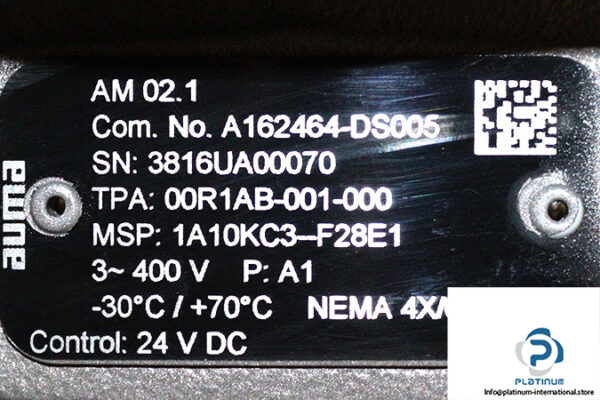 AM 02.1
Com. No. A162464-DS005
SN: 3816UA00070
TPA: 00R1AB-001-000
MSP: 1A10KC3--F28E1
3~ 400 V P: A1
-30°C / +70°C NEMA 4X/
Control: 24 V DC
auma
PLATINUM
Info@platinum-international.store